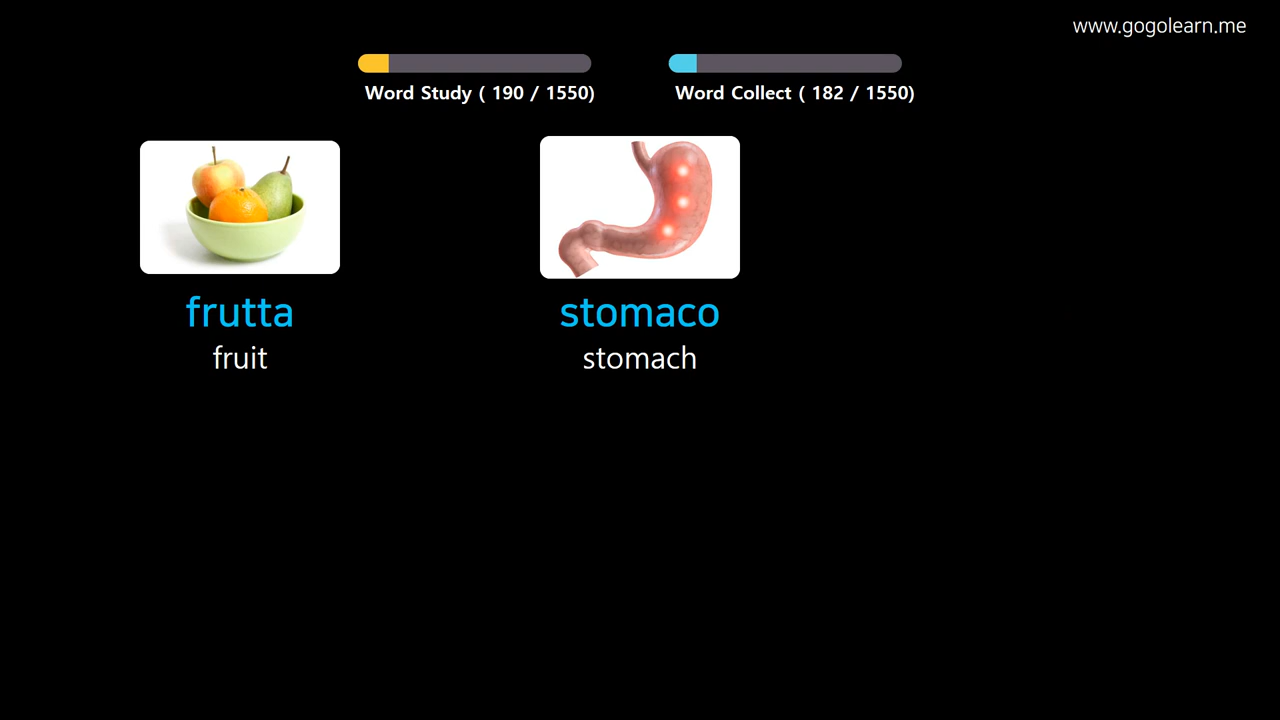 www.gogolearn.me
Word Study ( 190 / 1550)
Word Collect ( 182 / 1550)
frutta
fruit
stomaco
stomach